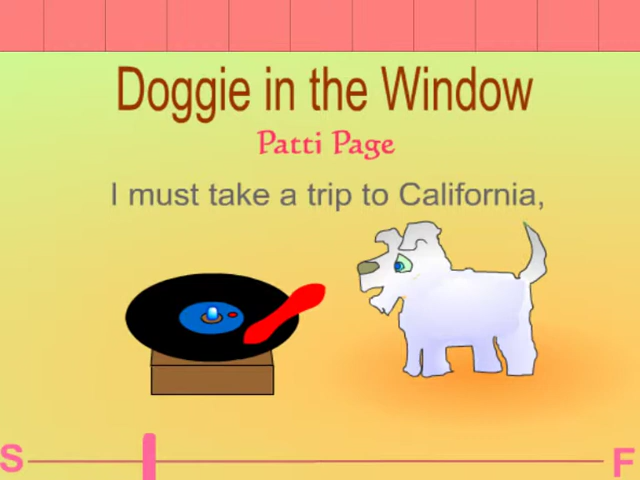 Doggie in the Window
Patti Page
I must take a trip to California,
S F